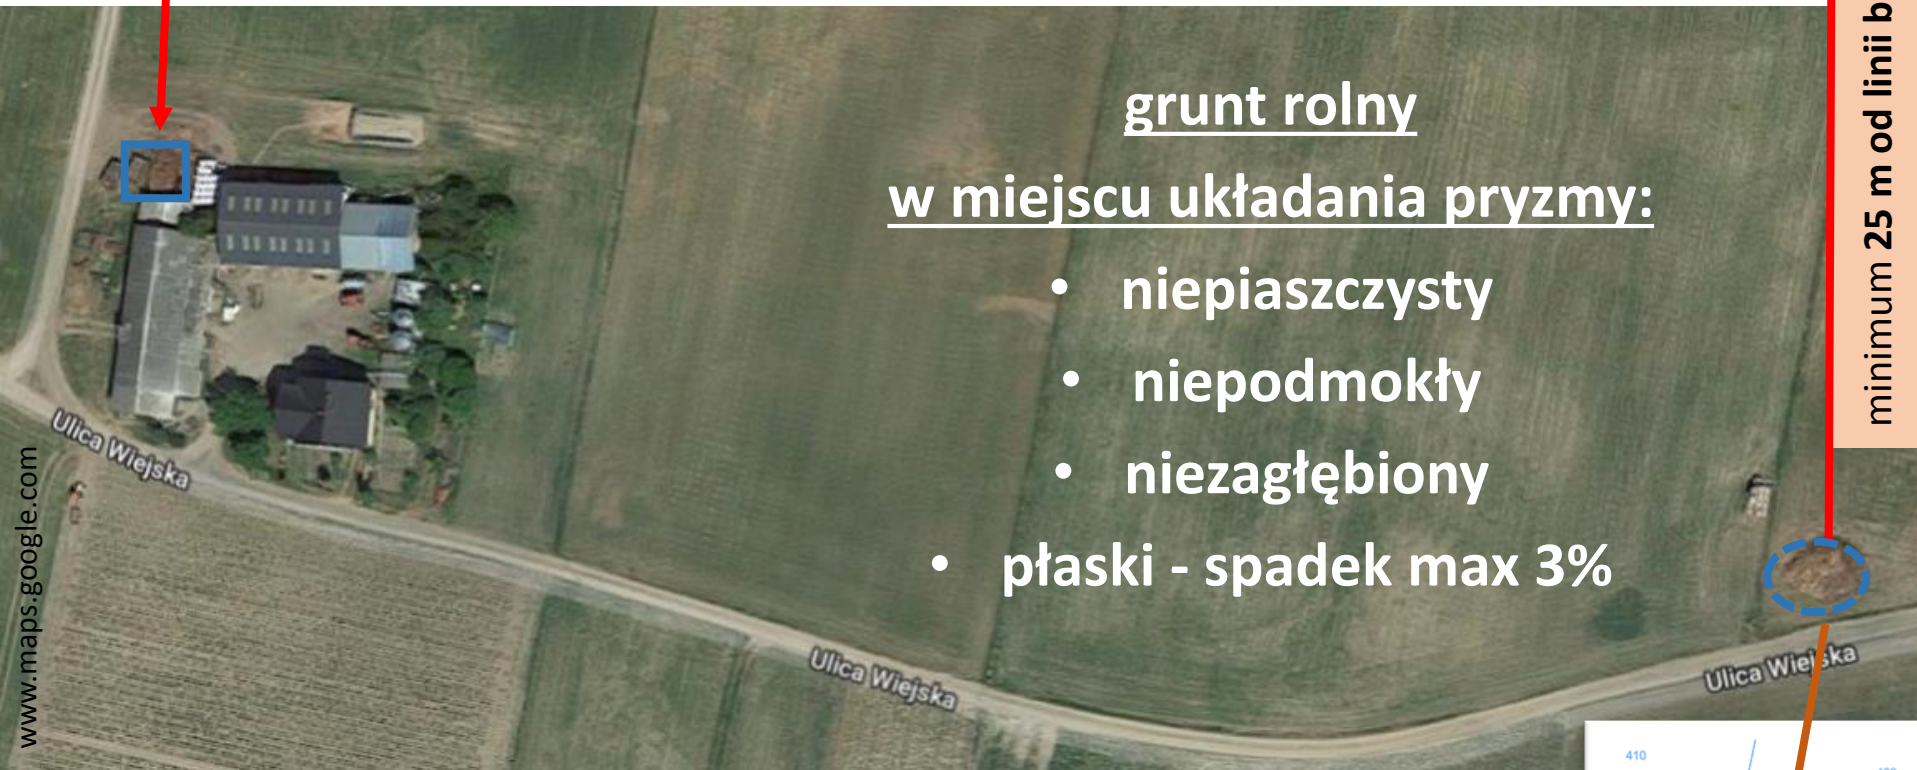 grunt rolny
w miejscu układania pryzmy:
• niepiaszczysty
• niepodmokły
• niezagłębiony
• płaski - spadek max 3%
minimum 25 m od linii b
Ulica Wiejska
Ulica Wiejska
Ulica Wiejska
www.maps.google.com
410